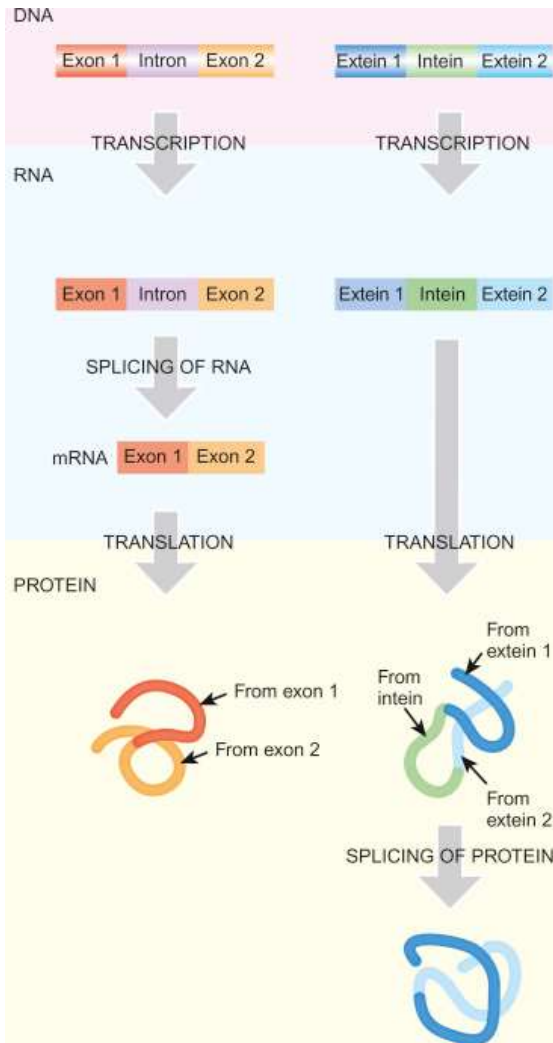 DNA
Exon 1 Intron Exon 2
Extein 1 Intein Extein 2
TRANSCRIPTION
TRANSCRIPTION
RNA
Exon 1 Intron Exon 2
Extein 1 Intein Extein 2
SPLICING OF RNA
mRNA Exon 1 Exon 2
TRANSLATION
TRANSLATION
PROTEIN
From exon 1
From exon 2
From
extein 1
From
intein
From
extein 2
SPLICING OF PROTEIN